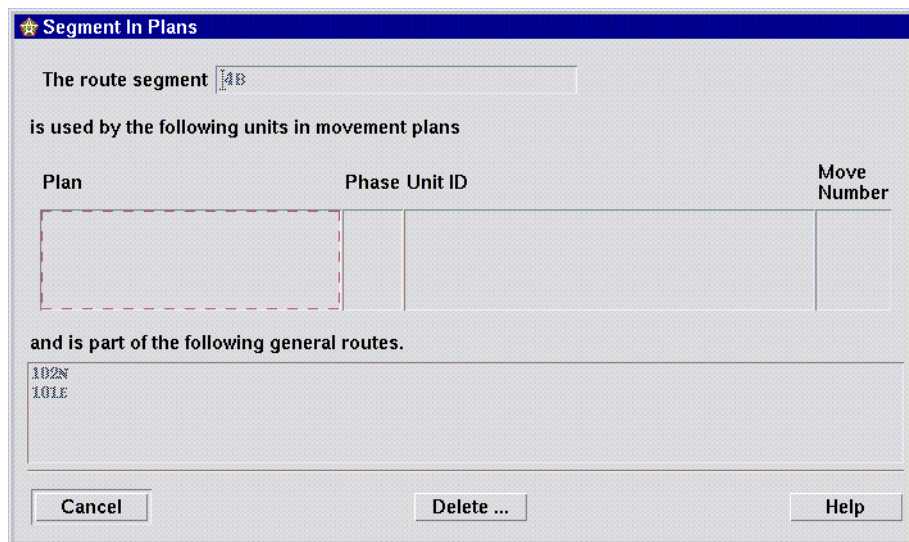 Segment In Plans
The route segment 4B
is used by the following units in movement plans
Plan Phase Unit ID Move Number
and is part of the following general routes.
102N
101E
Cancel Delete ... Help